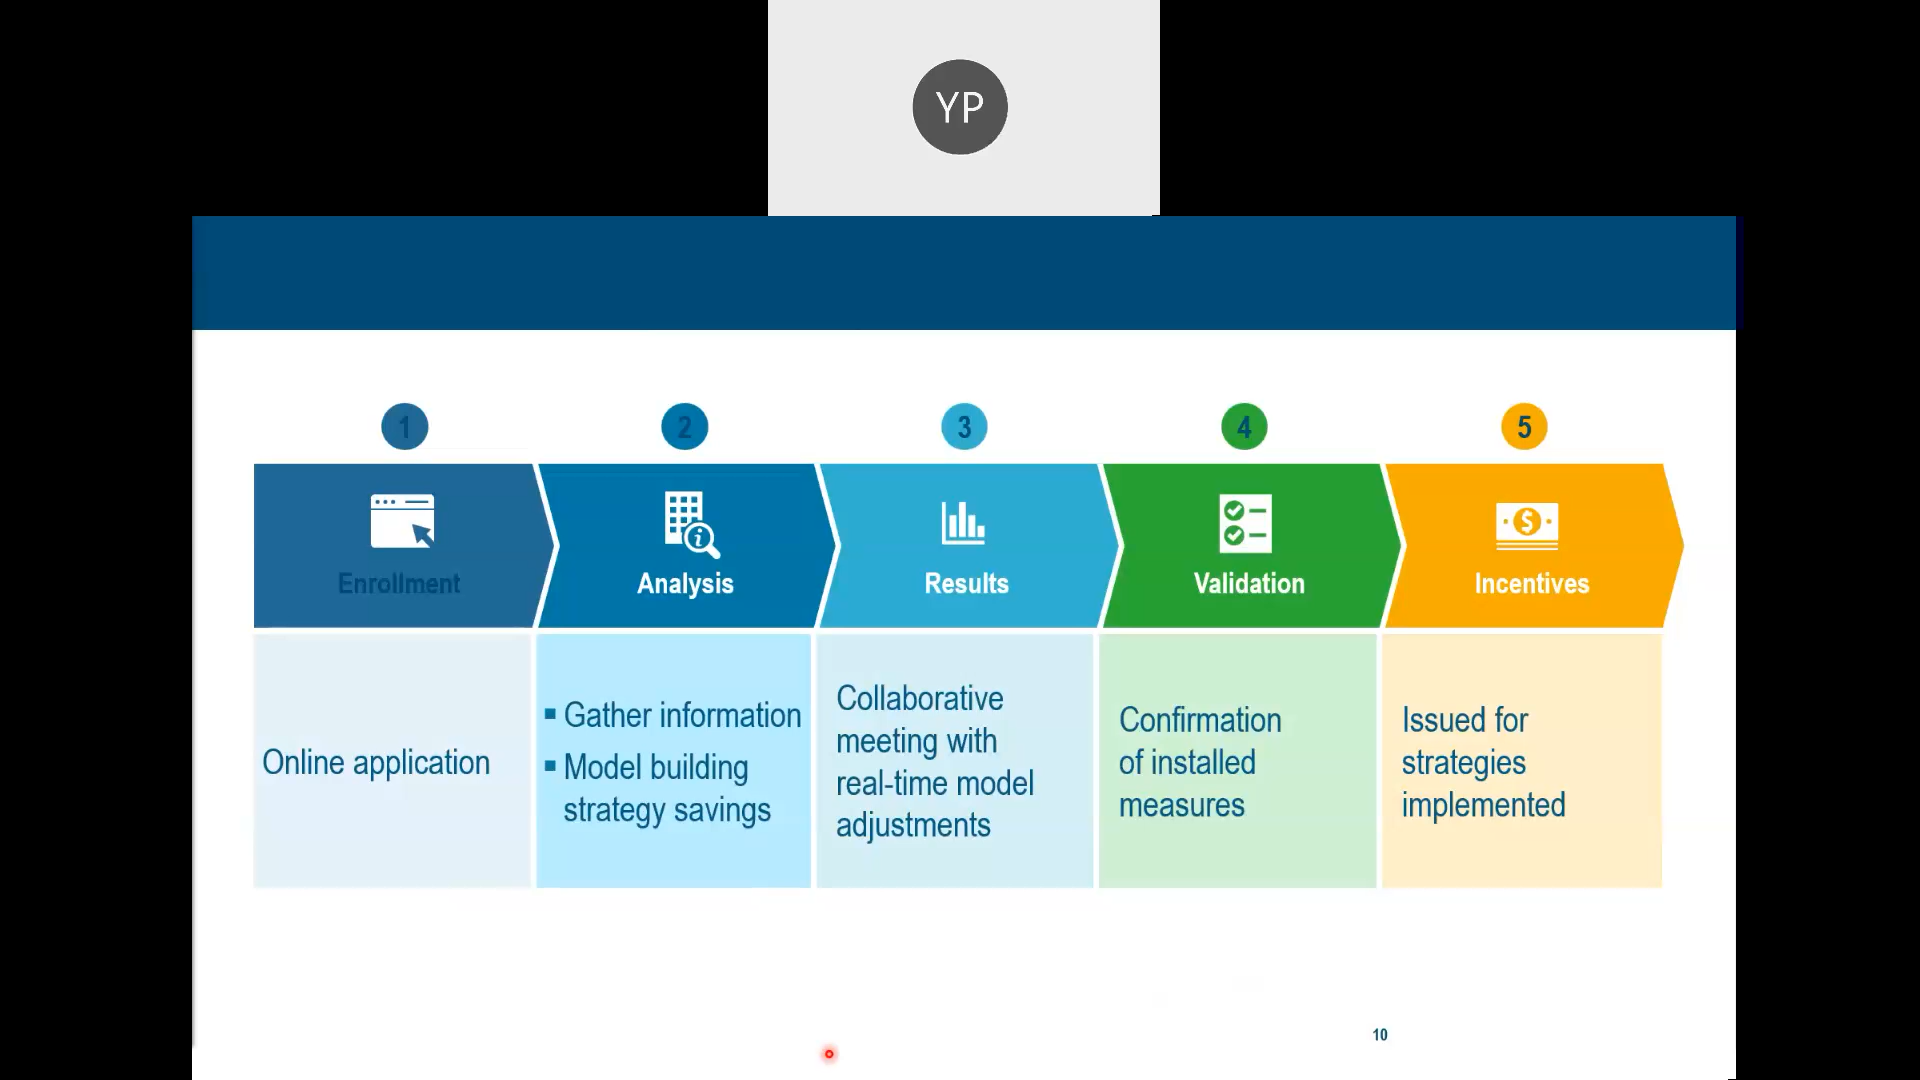 YP
1
2
3
4
5
Enrollment
Analysis
Results
Validation
Incentives
Online application
▪ Gather information
▪ Model building
strategy savings
Collaborative
meeting with
real-time model
adjustments
Confirmation
of installed
measures
Issued for
strategies
implemented
10